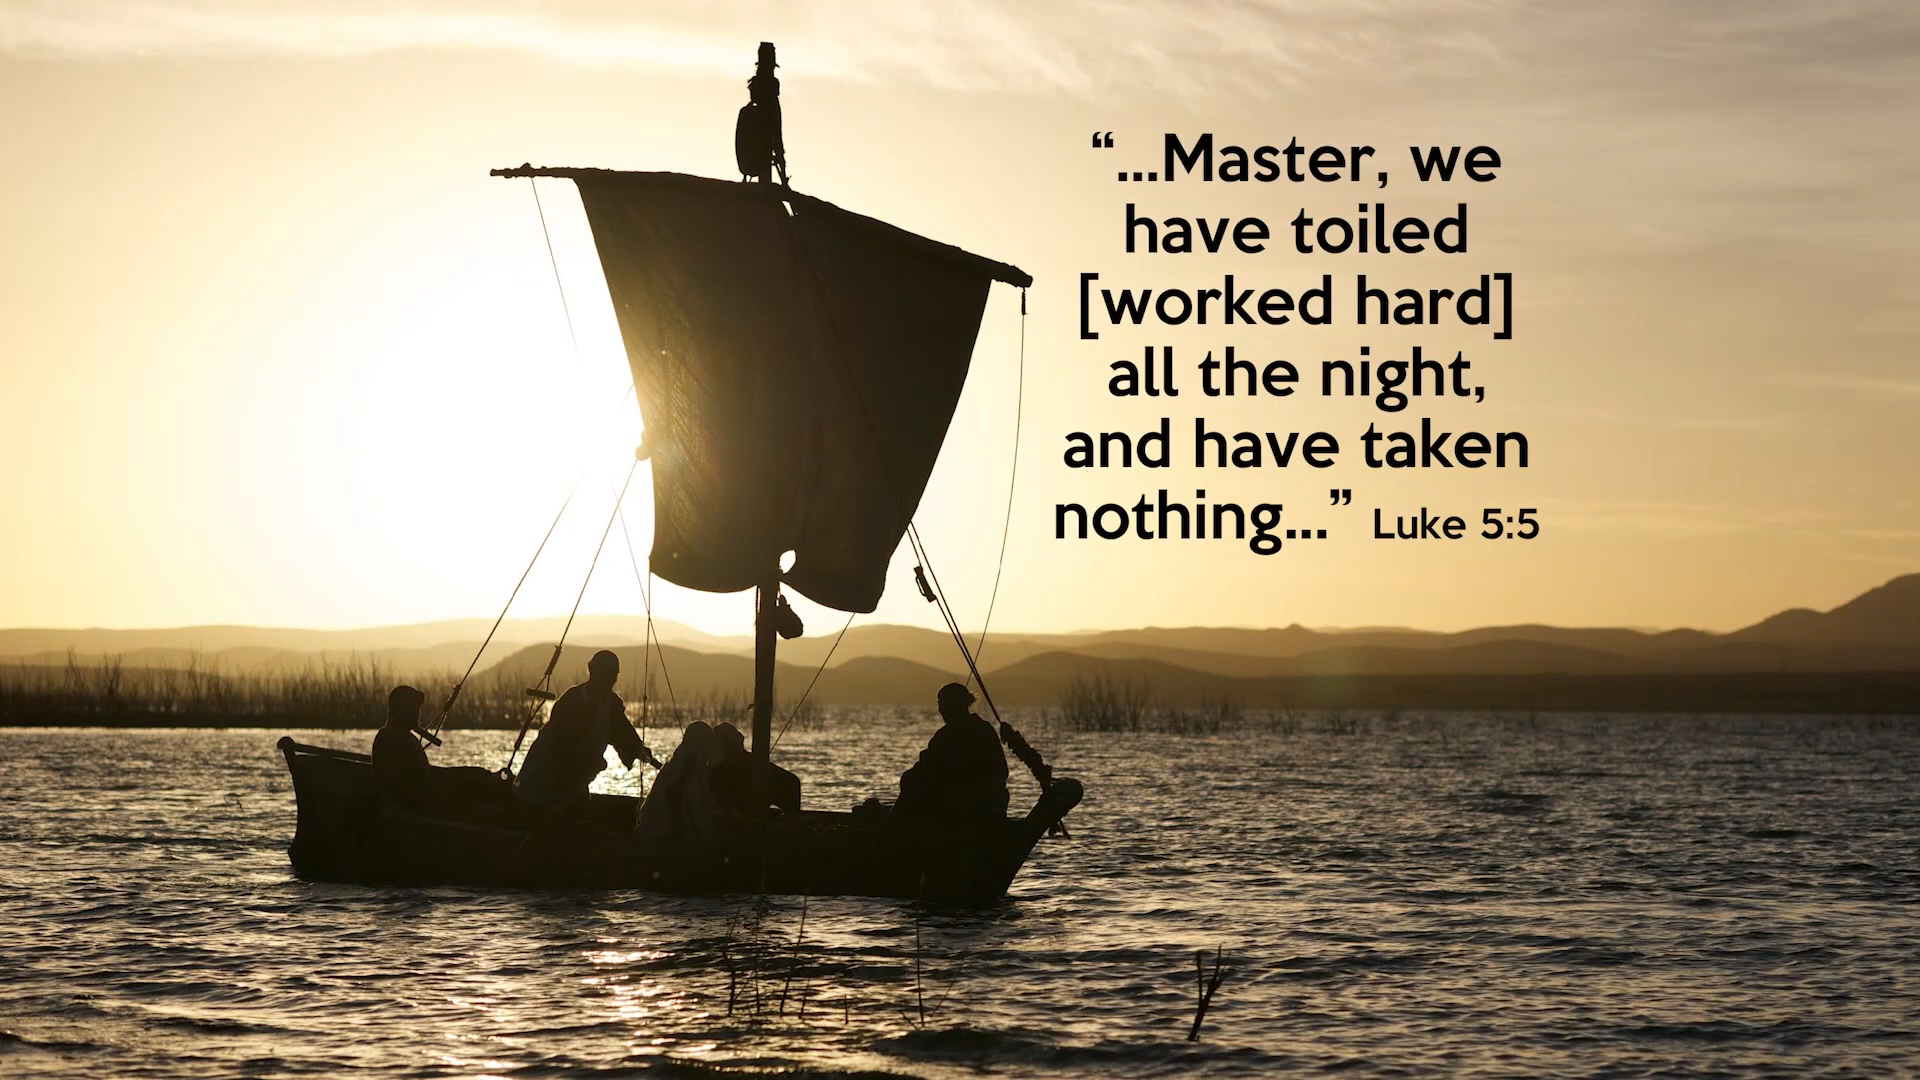 “...Master, we
have toiled
[worked hard]
all the night,
and have taken
nothing...” Luke 5:5